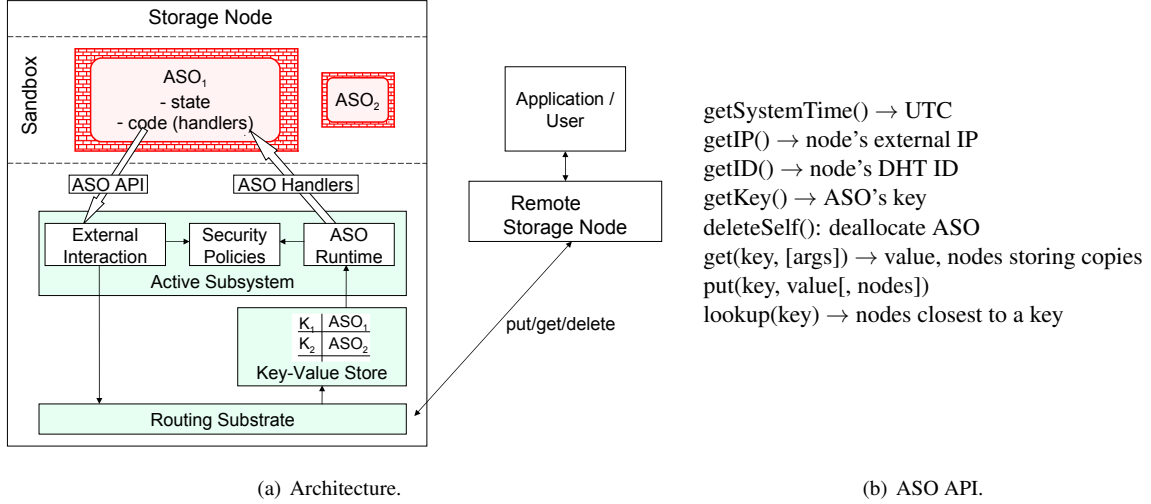 Storage Node
Sandbox
ASO₁
- state
- code (handlers)
ASO₂
ASO API
ASO Handlers
External
Interaction
Security
Policies
ASO
Runtime
Active Subsystem
K₁ ASO₁
K₂ ASO₂
Key-Value Store
Routing Substrate
Application /
User
Remote
Storage Node
put/get/delete
(a) Architecture.
getSystemTime() → UTC
getIP() → node's external IP
getID() → node's DHT ID
getKey() → ASO's key
deleteSelf(): deallocate ASO
get(key, [args]) → value, nodes storing copies
put(key, value[, nodes])
lookup(key) → nodes closest to a key
(b) ASO API.